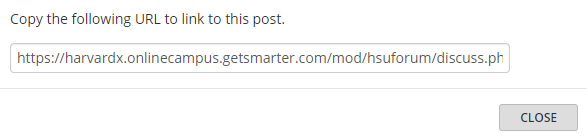 Copy the following URL to link to this post.
https://harvardx.onlinecampus.getsmarter.com/mod/hsuforum/discuss.ph
CLOSE